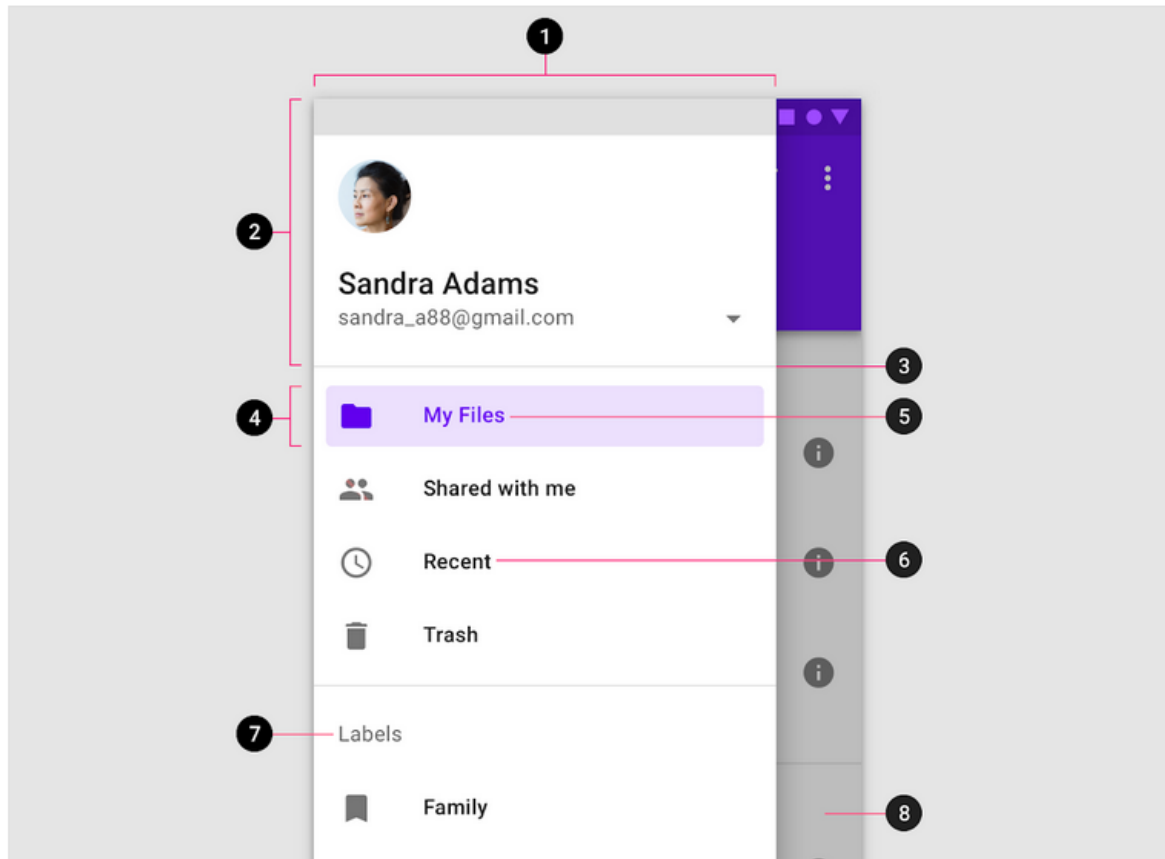 1
2
Sandra Adams
sandra_a88@gmail.com
3
4
My Files
5
Shared with me
Recent
6
Trash
7
Labels
Family
8